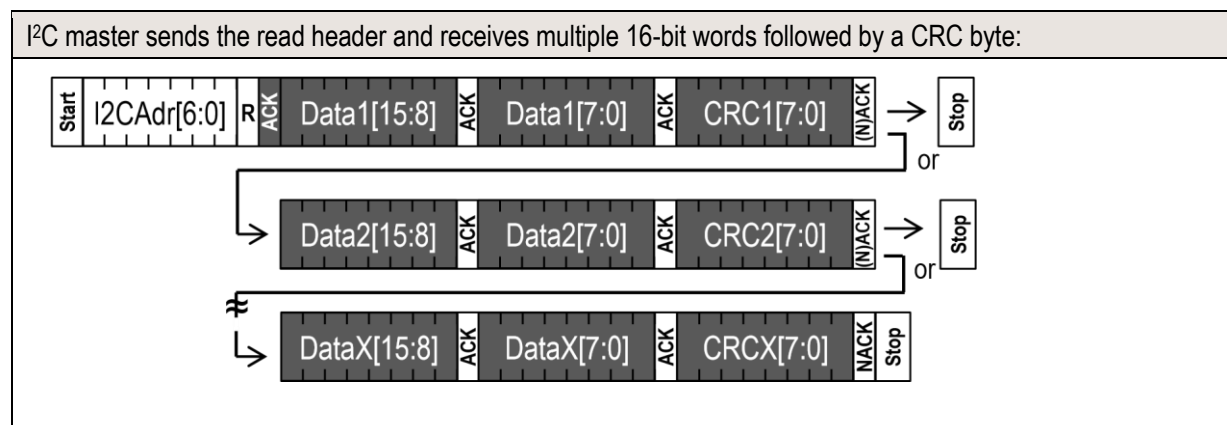 I²C master sends the read header and receives multiple 16-bit words followed by a CRC byte:
Start I2CAdr[6:0] R ACK Data1[15:8] ACK Data1[7:0] ACK CRC1[7:0] (N)ACK Stop
or
Data2[15:8] ACK Data2[7:0] ACK CRC2[7:0] (N)ACK Stop
or
DataX[15:8] ACK DataX[7:0] ACK CRCX[7:0] NACK Stop